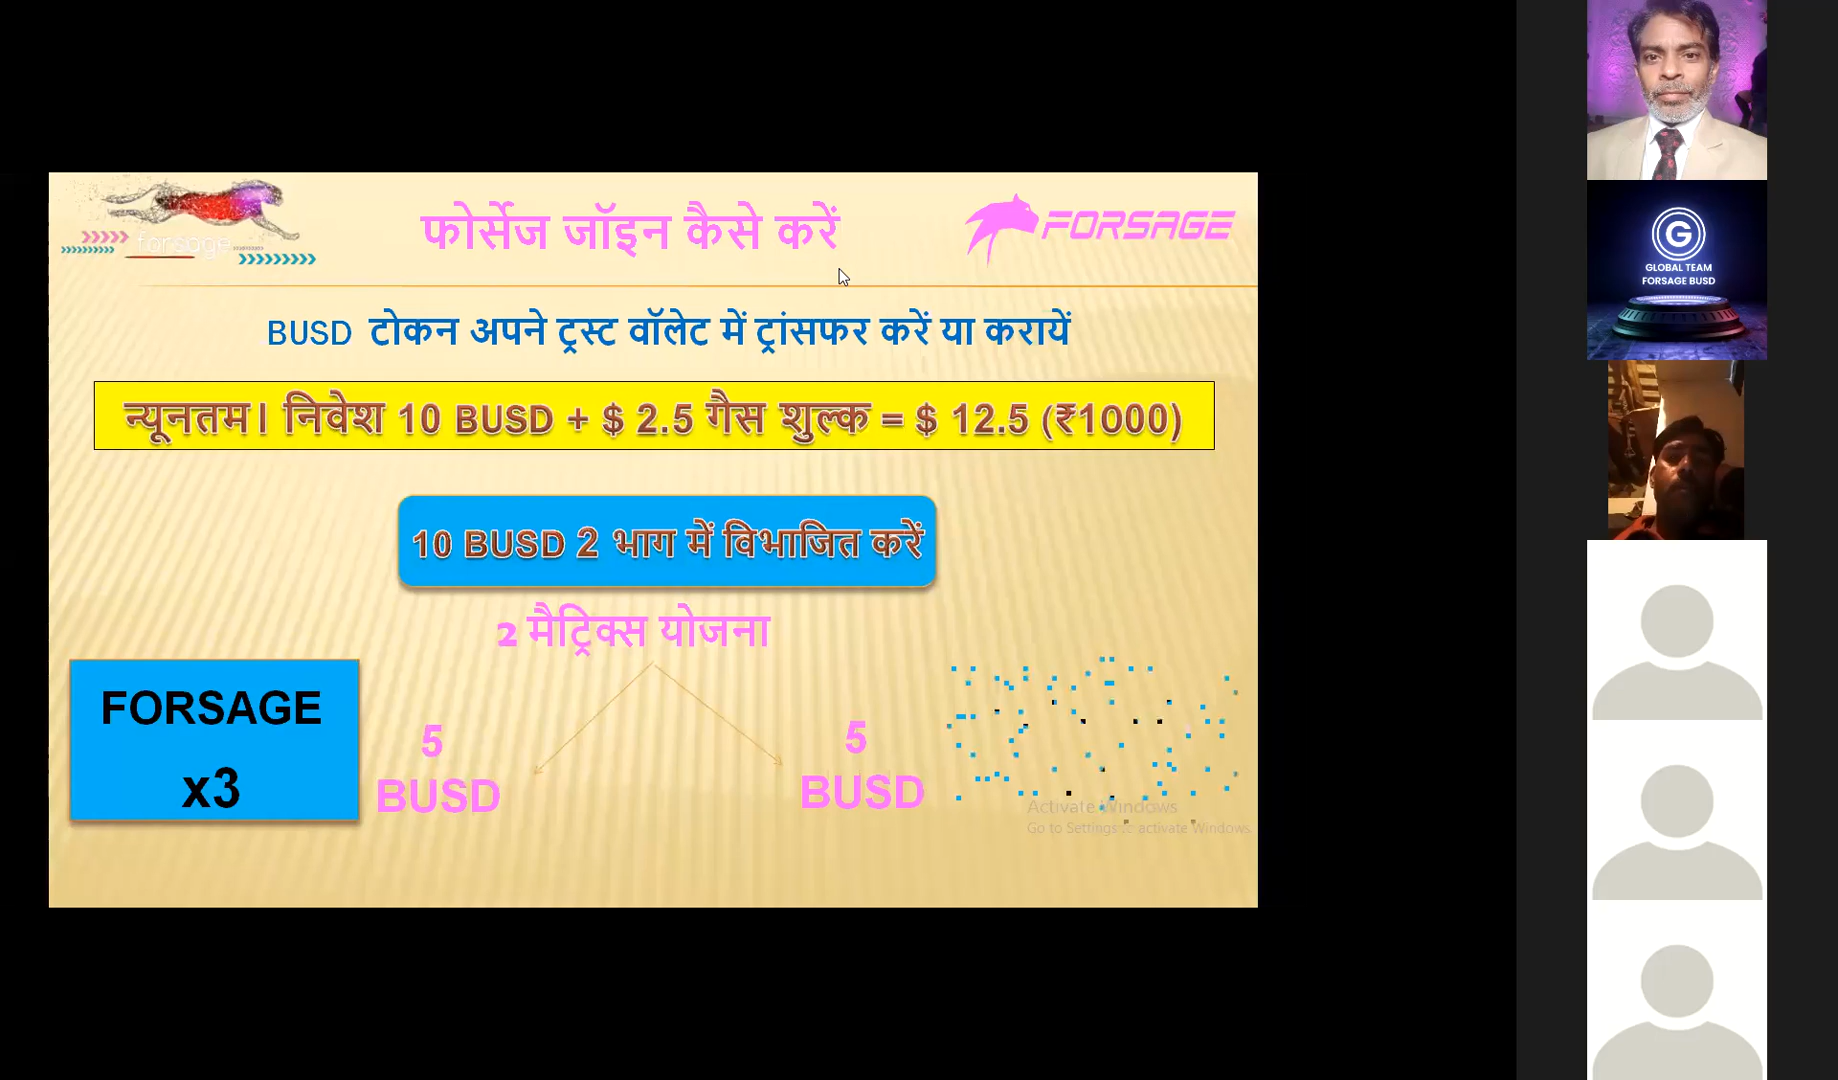 forsage
फोर्सेज जॉइन कैसे करें
FORSAGE
BUSD टोकन अपने ट्रस्ट वॉलेट में ट्रांसफर करें या करायें
न्यूनतम। निवेश 10 BUSD + $ 2.5 गैस शुल्क = $ 12.5 (₹1000)
10 BUSD 2 भाग में विभाजित करें
2 मैट्रिक्स योजना
FORSAGE
x3
5
BUSD
5
BUSD
Activate Windows
Go to Settings to activate Windows.
G
GLOBAL TEAM
FORSAGE BUSD